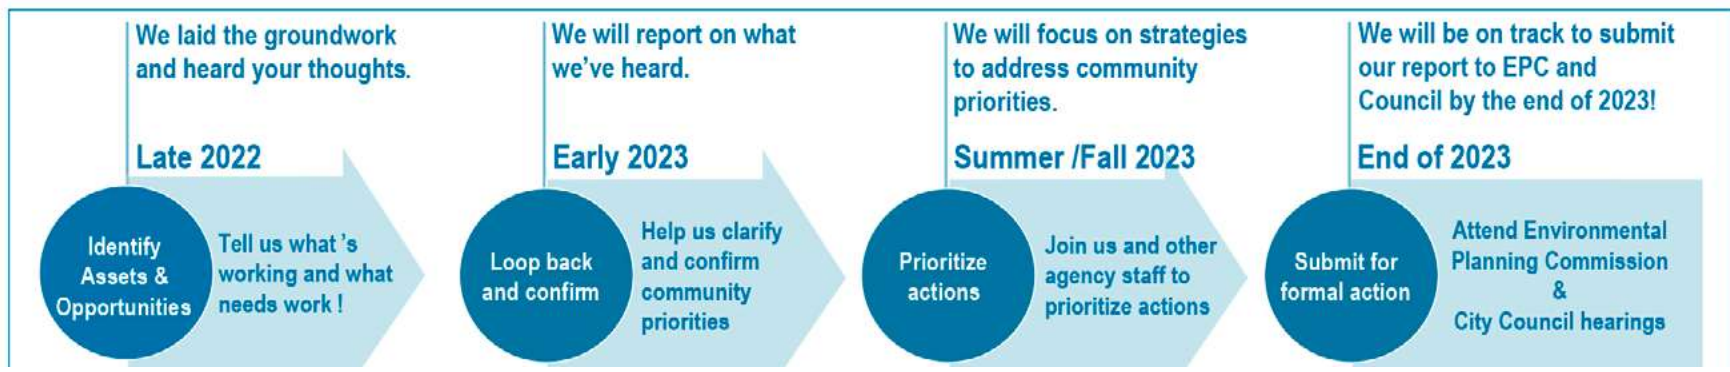 We laid the groundwork
and heard your thoughts.
Late 2022
Identify
Assets &
Opportunities
Tell us what 's
working and what
needs work !
We will report on what
we've heard.
Early 2023
Loop back
and confirm
Help us clarify
and confirm
community
priorities
We will focus on strategies
to address community
priorities.
Summer /Fall 2023
Prioritize
actions
Join us and other
agency staff to
prioritize actions
We will be on track to submit
our report to EPC and
Council by the end of 2023!
End of 2023
Submit for
formal action
Attend Environmental
Planning Commission
&
City Council hearings